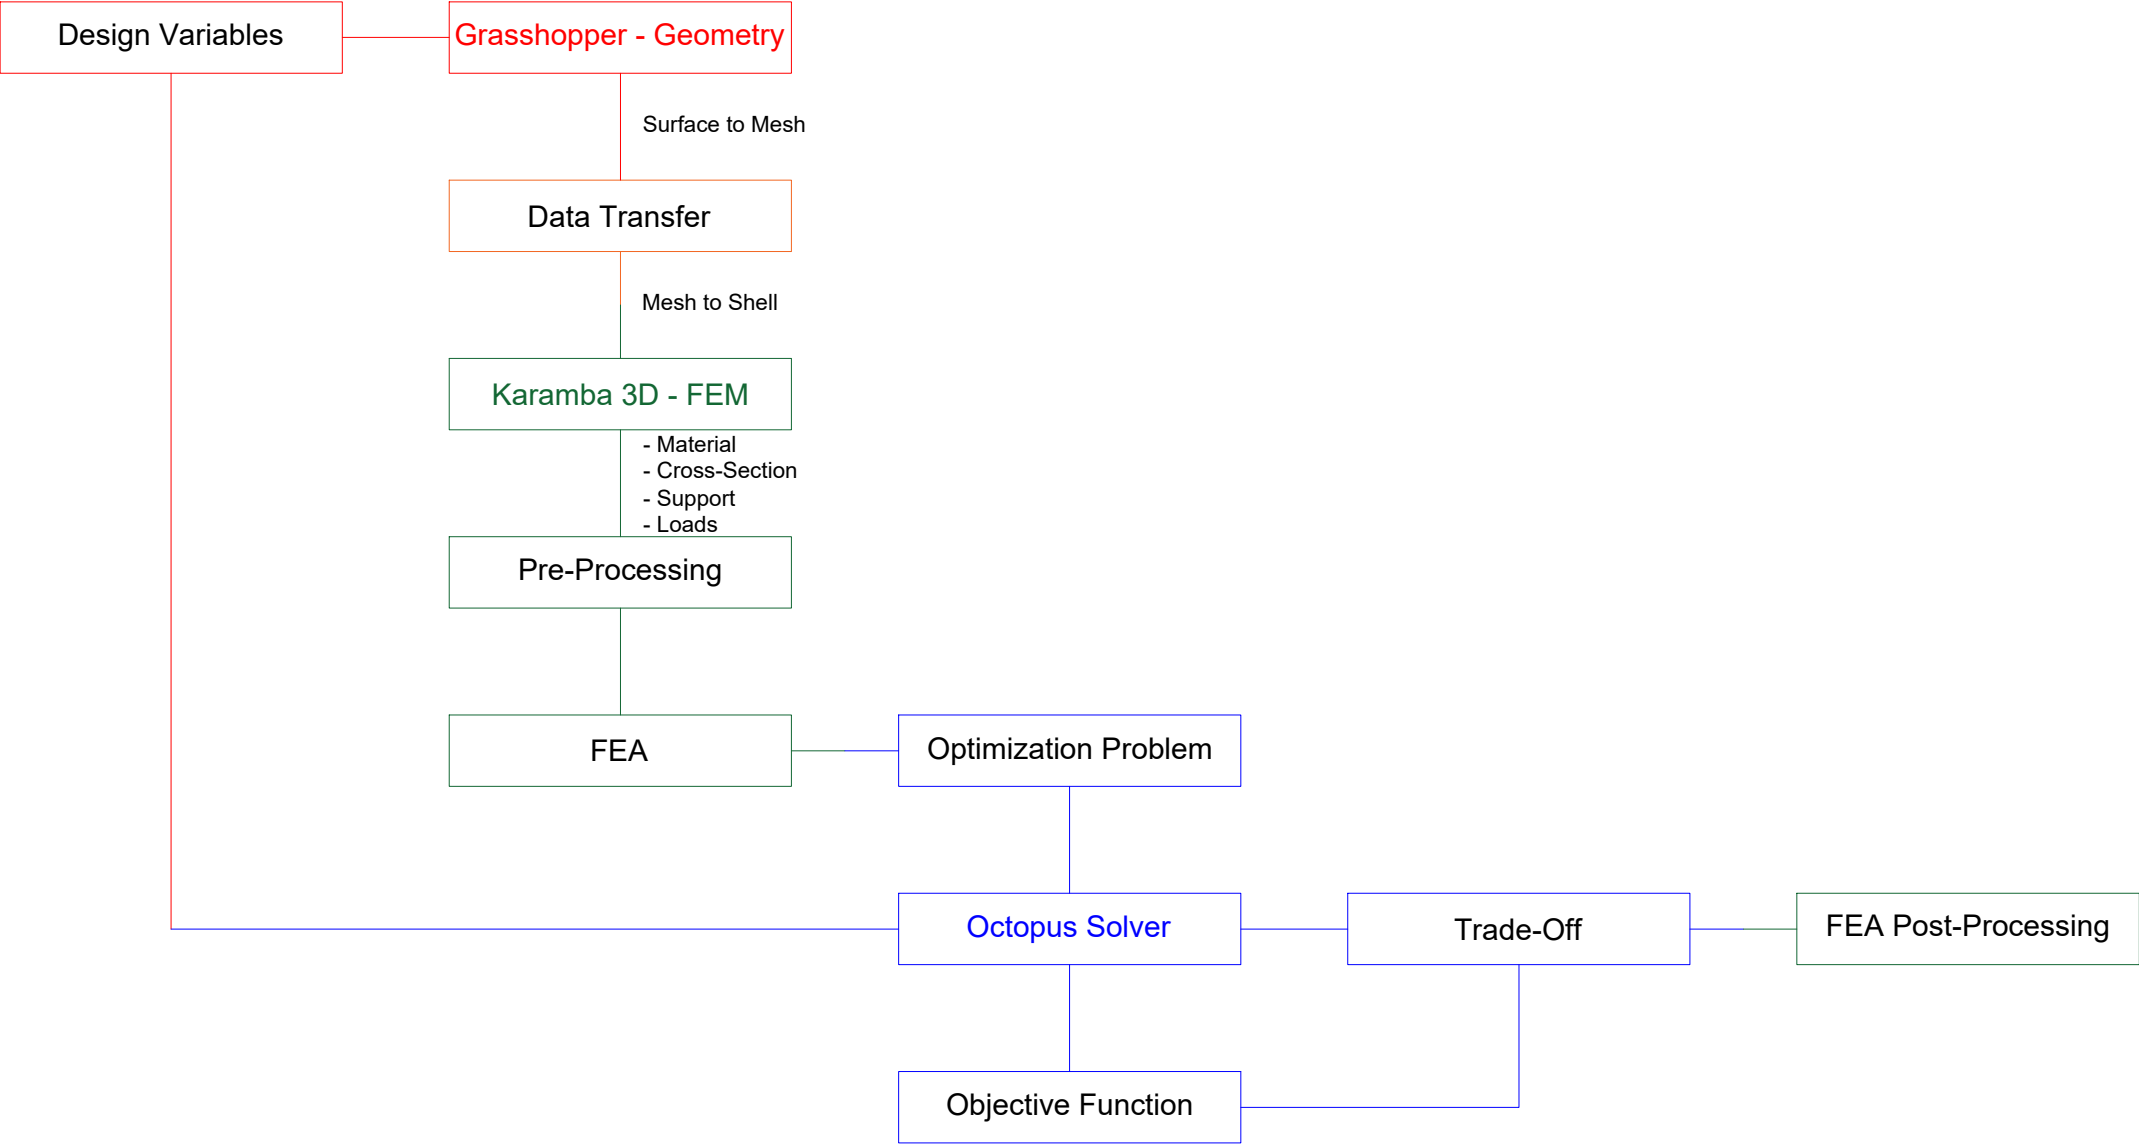 Design Variables
Grasshopper - Geometry
Surface to Mesh
Data Transfer
Mesh to Shell
Karamba 3D - FEM
- Material
- Cross-Section
- Support
- Loads
Pre-Processing
FEA
Optimization Problem
Octopus Solver
Trade-Off
FEA Post-Processing
Objective Function